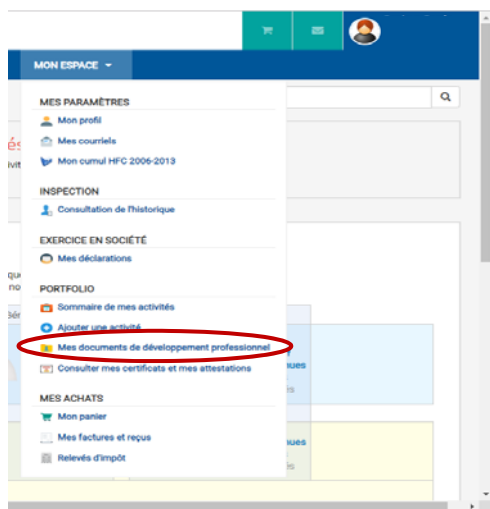 MON ESPACE
MES PARAMÈTRES
Mon profil
Mes courriels
Mon cumul HFC 2006-2013
INSPECTION
Consultation de l'historique
EXERCICE EN SOCIÉTÉ
Mes déclarations
PORTFOLIO
Sommaire de mes activités
Ajouter une activité
Mes documents de développement professionnel
Consulter mes certificats et mes attestations
MES ACHATS
Mon panier
Mes factures et reçus
Relevés d'impôt